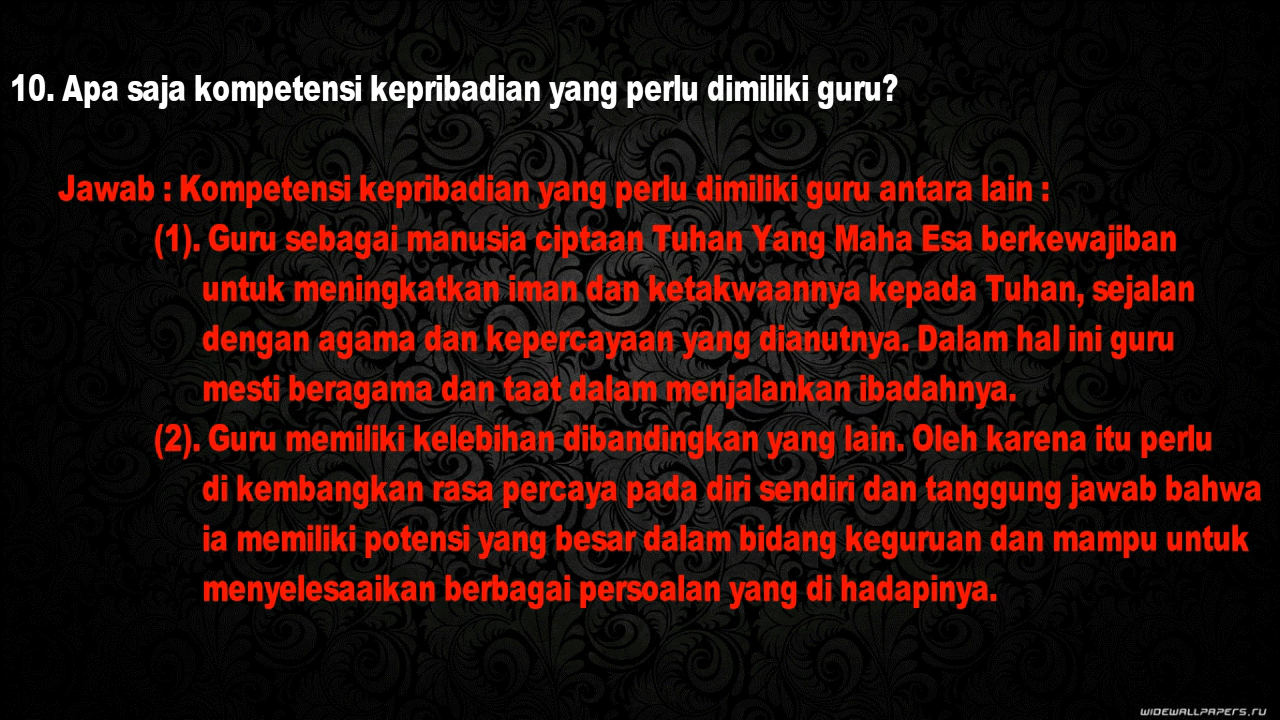 10. Apa saja kompetensi kepribadian yang perlu dimiliki guru?
Jawab : Kompetensi kepribadian yang perlu dimiliki guru antara lain :
(1). Guru sebagai manusia ciptaan Tuhan Yang Maha Esa berkewajiban
untuk meningkatkan iman dan ketakwaannya kepada Tuhan, sejalan
dengan agama dan kepercayaan yang dianutnya. Dalam hal ini guru
mesti beragama dan taat dalam menjalankan ibadahnya.
(2). Guru memiliki kelebihan dibandingkan yang lain. Oleh karena itu perlu
di kembangkan rasa percaya pada diri sendiri dan tanggung jawab bahwa
ia memiliki potensi yang besar dalam bidang keguruan dan mampu untuk
menyelesaaikan berbagai persoalan yang di hadapinya.
WIDEWALLPAPERS.RU